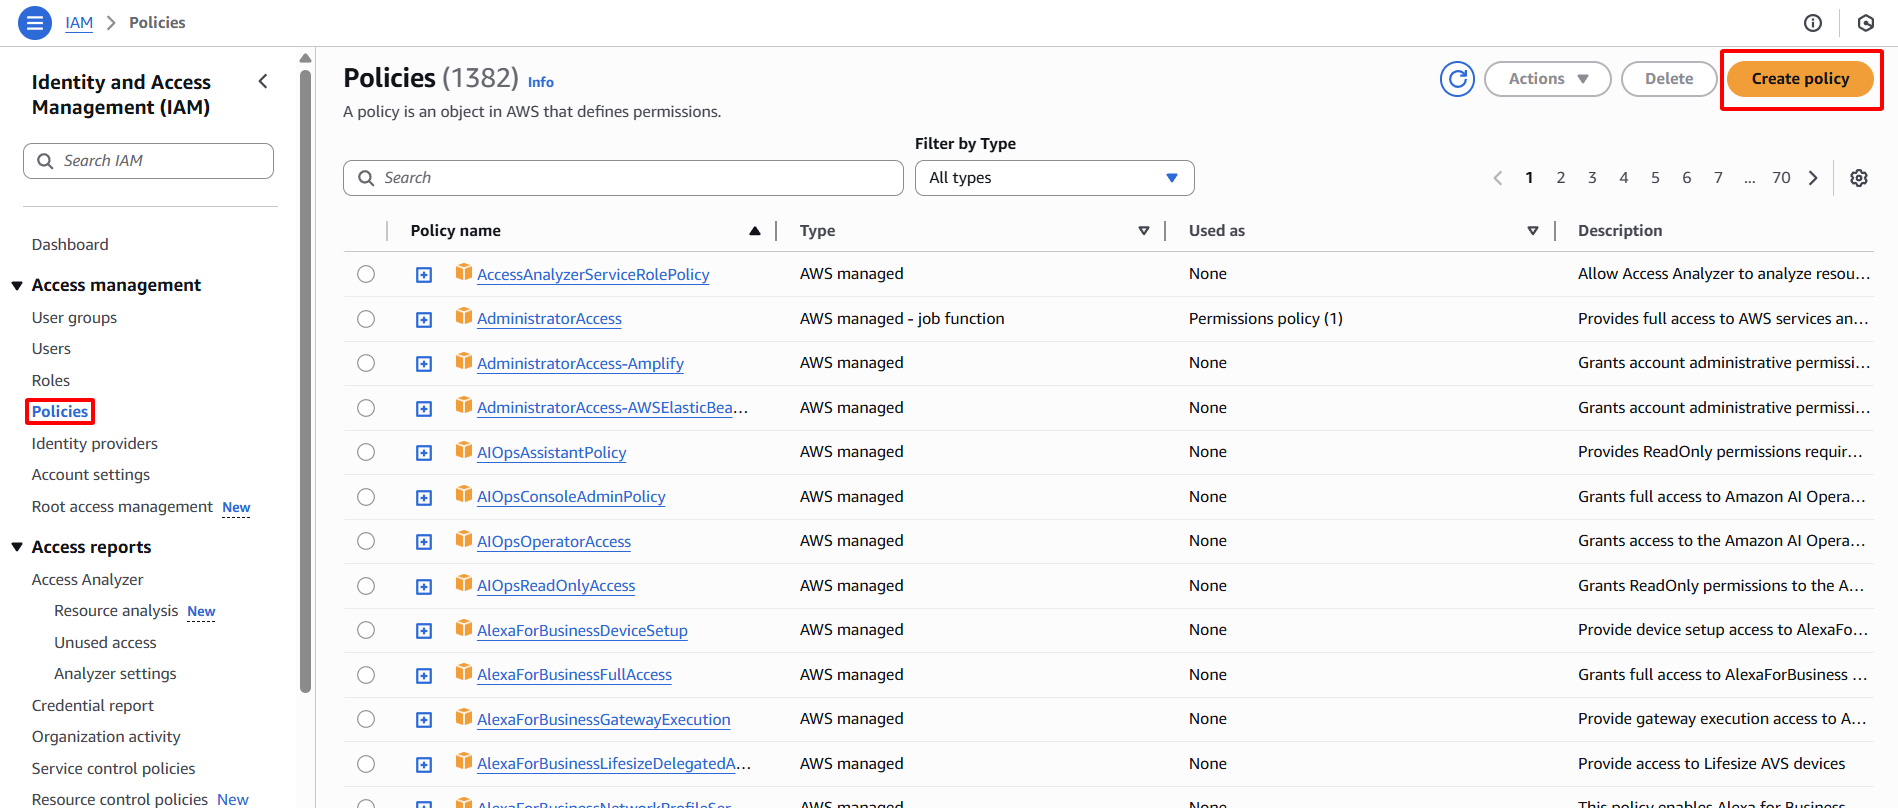 IAM > Policies
Identity and Access
Management (IAM)
Search IAM
Dashboard
Access management
User groups
Users
Roles
Policies
Identity providers
Account settings
Root access management New
Access reports
Access Analyzer
Resource analysis New
Unused access
Analyzer settings
Credential report
Organization activity
Service control policies
Resource control policies New
Policies (1382) Info
A policy is an object in AWS that defines permissions.
Actions Delete Create policy
Filter by Type
Search
All types
1 2 3 4 5 6 7 ... 70
Policy name Type Used as Description
AccessAnalyzerServiceRolePolicy AWS managed None Allow Access Analyzer to analyze resou...
AdministratorAccess AWS managed - job function Permissions policy (1) Provides full access to AWS services an...
AdministratorAccess-Amplify AWS managed None Grants account administrative permissi...
AdministratorAccess-AWSElasticBea... AWS managed None Grants account administrative permissi...
AIOpsAssistantPolicy AWS managed None Provides ReadOnly permissions requir...
AIOpsConsoleAdminPolicy AWS managed None Grants full access to Amazon AI Opera...
AIOpsOperatorAccess AWS managed None Grants access to the Amazon AI Opera...
AIOpsReadOnlyAccess AWS managed None Grants ReadOnly permissions to the A...
AlexaForBusinessDeviceSetup AWS managed None Provide device setup access to AlexaFo...
AlexaForBusinessFullAccess AWS managed None Grants full access to AlexaForBusiness ...
AlexaForBusinessGatewayExecution AWS managed None Provide gateway execution access to A...
AlexaForBusinessLifesizeDelegatedA... AWS managed None Provide access to Lifesize AVS devices
AlexaForBusinessNetworkProfileSer... AWS managed None This policy enables Alexa for Business